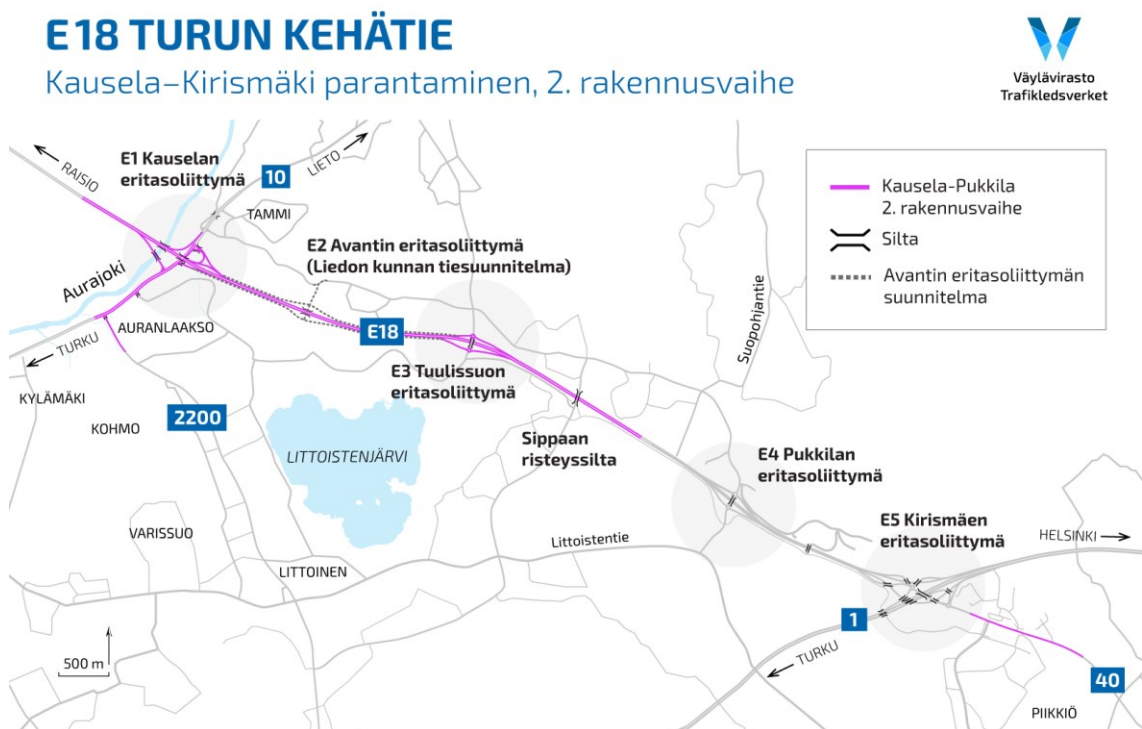 E18 TURUN KEHÄTIE
Kausela–Kirismäki parantaminen, 2. rakennusvaihe
Väylävirasto
Trafikledsverket
E1 Kauselan
eritasoliittymä
10
RAISIO
LIETO
TAMMI
Kausela-Pukkila
2. rakennusvaihe
Silta
Avantin eritasoliittymän
suunnitelma
E2 Avantin eritasoliittymä
(Liedon kunnan tiesuunnitelma)
Aurajoki
AURANLAAKSO
E18
Suopohjantie
TURKU
E3 Tuulissuon
eritasoliittymä
KYLÄMÄKI
KOHMO
2200
LITTOISTENJÄRVI
Sippaan
risteyssilta
E4 Pukkilan
eritasoliittymä
VARISSUO
Littoistentie
E5 Kirismäen
eritasoliittymä
HELSINKI
LITTOINEN
1
TURKU
500 m
40
PIIKKIÖ